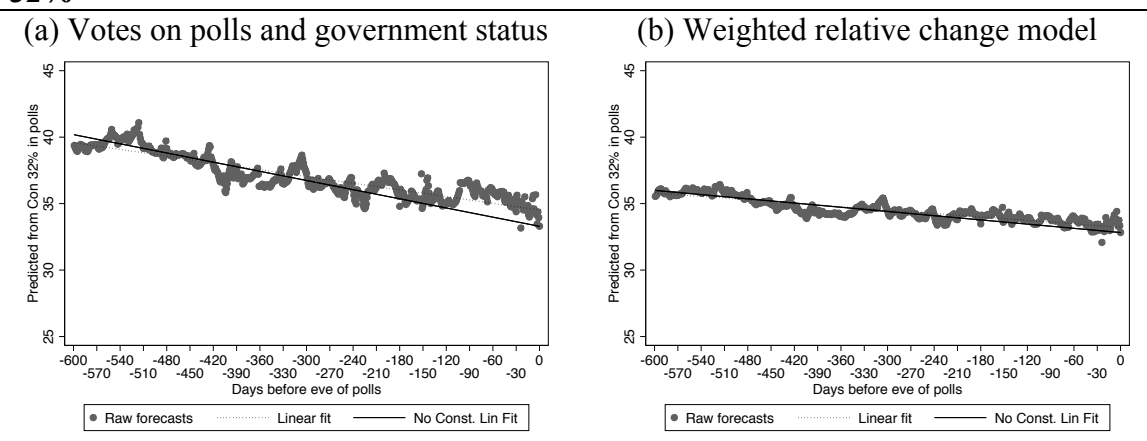 32%
(a) Votes on polls and government status
(b) Weighted relative change model
Predicted from Con 32% in polls
45
40
35
30
25
-600 -540 -480 -420 -360 -300 -240 -180 -120 -60 0
-570 -510 -450 -390 -330 -270 -210 -150 -90 -30
Days before eve of polls
Raw forecasts Linear fit No Const. Lin Fit
Predicted from Con 32% in polls
45
40
35
30
25
-600 -540 -480 -420 -360 -300 -240 -180 -120 -60 0
-570 -510 -450 -390 -330 -270 -210 -150 -90 -30
Days before eve of polls
Raw forecasts Linear fit No Const. Lin Fit